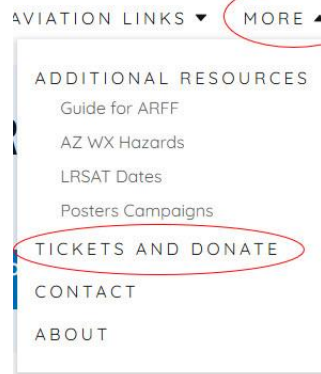 AVIATION LINKS ▼ MORE ▲
ADDITIONAL RESOURCES
Guide for ARFF
AZ WX Hazards
LRSAT Dates
Posters Campaigns
TICKETS AND DONATE
CONTACT
ABOUT